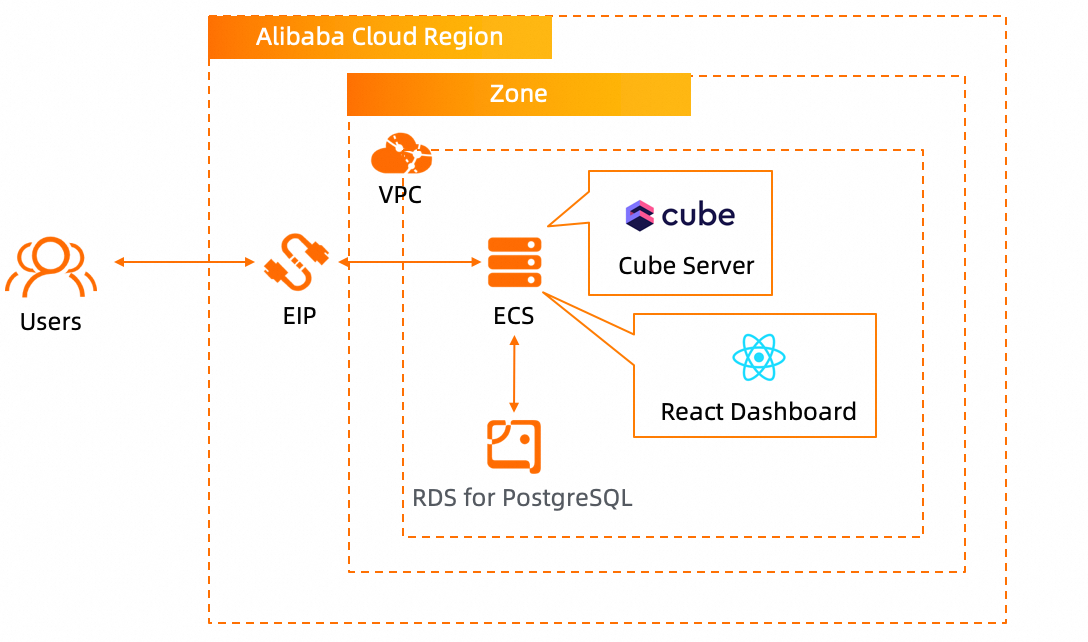 Alibaba Cloud Region
Zone
VPC
cube
Cube Server
Users
EIP
ECS
React Dashboard
RDS for PostgreSQL